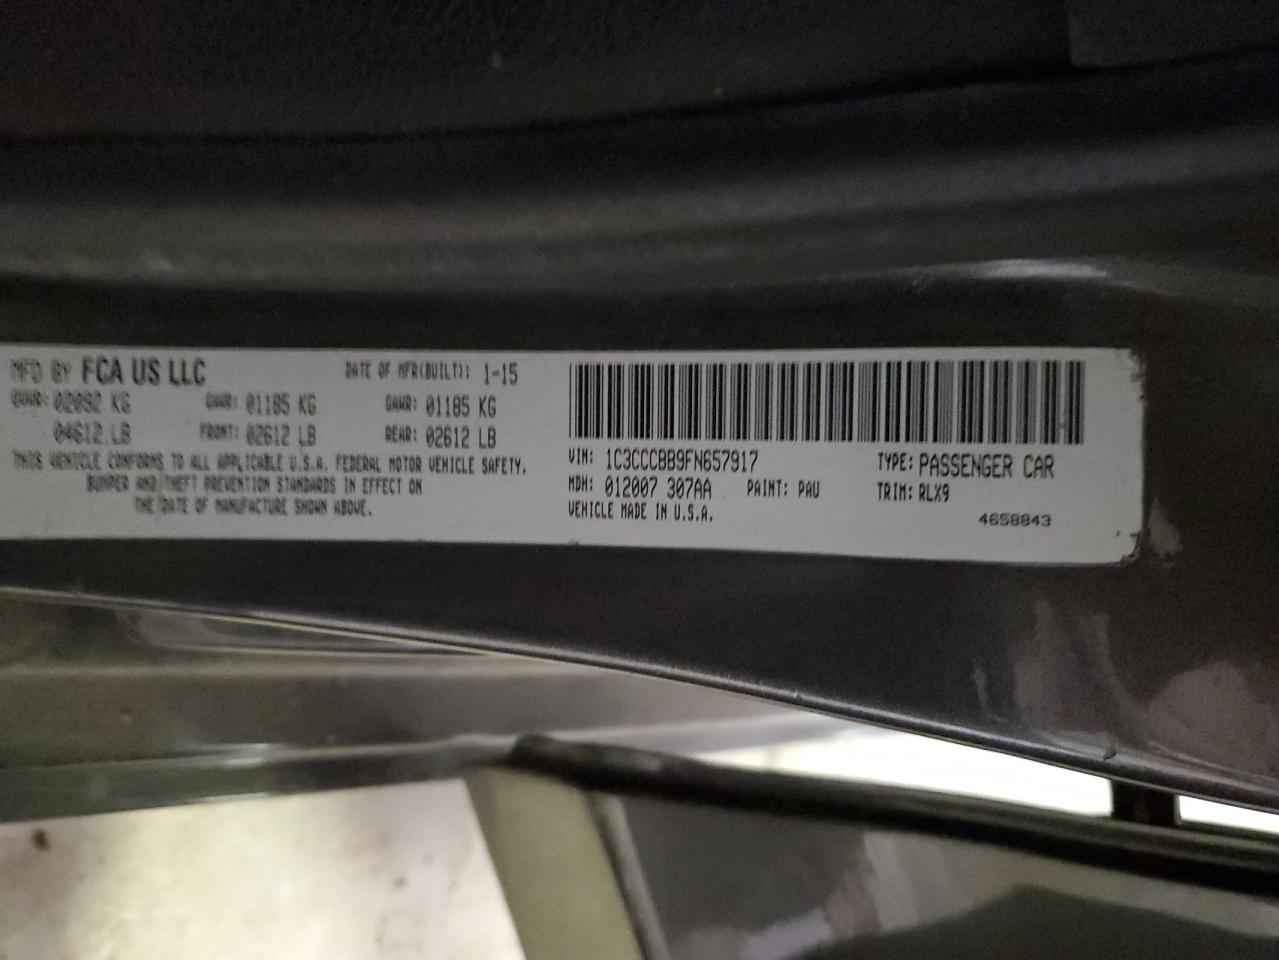 MFD BY FCA US LLC DATE OF MFR(BUILT): 1-15
GVWR: 02092 KG GAWR: 01185 KG GAWR: 01185 KG
04612 LB FRONT: 02612 LB REAR: 02612 LB
THIS VEHICLE CONFORMS TO ALL APPLICABLE U.S.A. FEDERAL MOTOR VEHICLE SAFETY,
BUMPER AND THEFT PREVENTION STANDARDS IN EFFECT ON
THE DATE OF MANUFACTURE SHOWN ABOVE.
VIN: 1C3CCCBB9FN657917 TYPE: PASSENGER CAR
MDH: 012007 307AA PAINT: PAU TRIM: RLX9
VEHICLE MADE IN U.S.A.
4658843